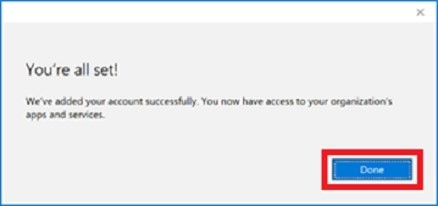 You're all set!
We've added your account successfully. You now have access to your organization's
apps and services.
Done